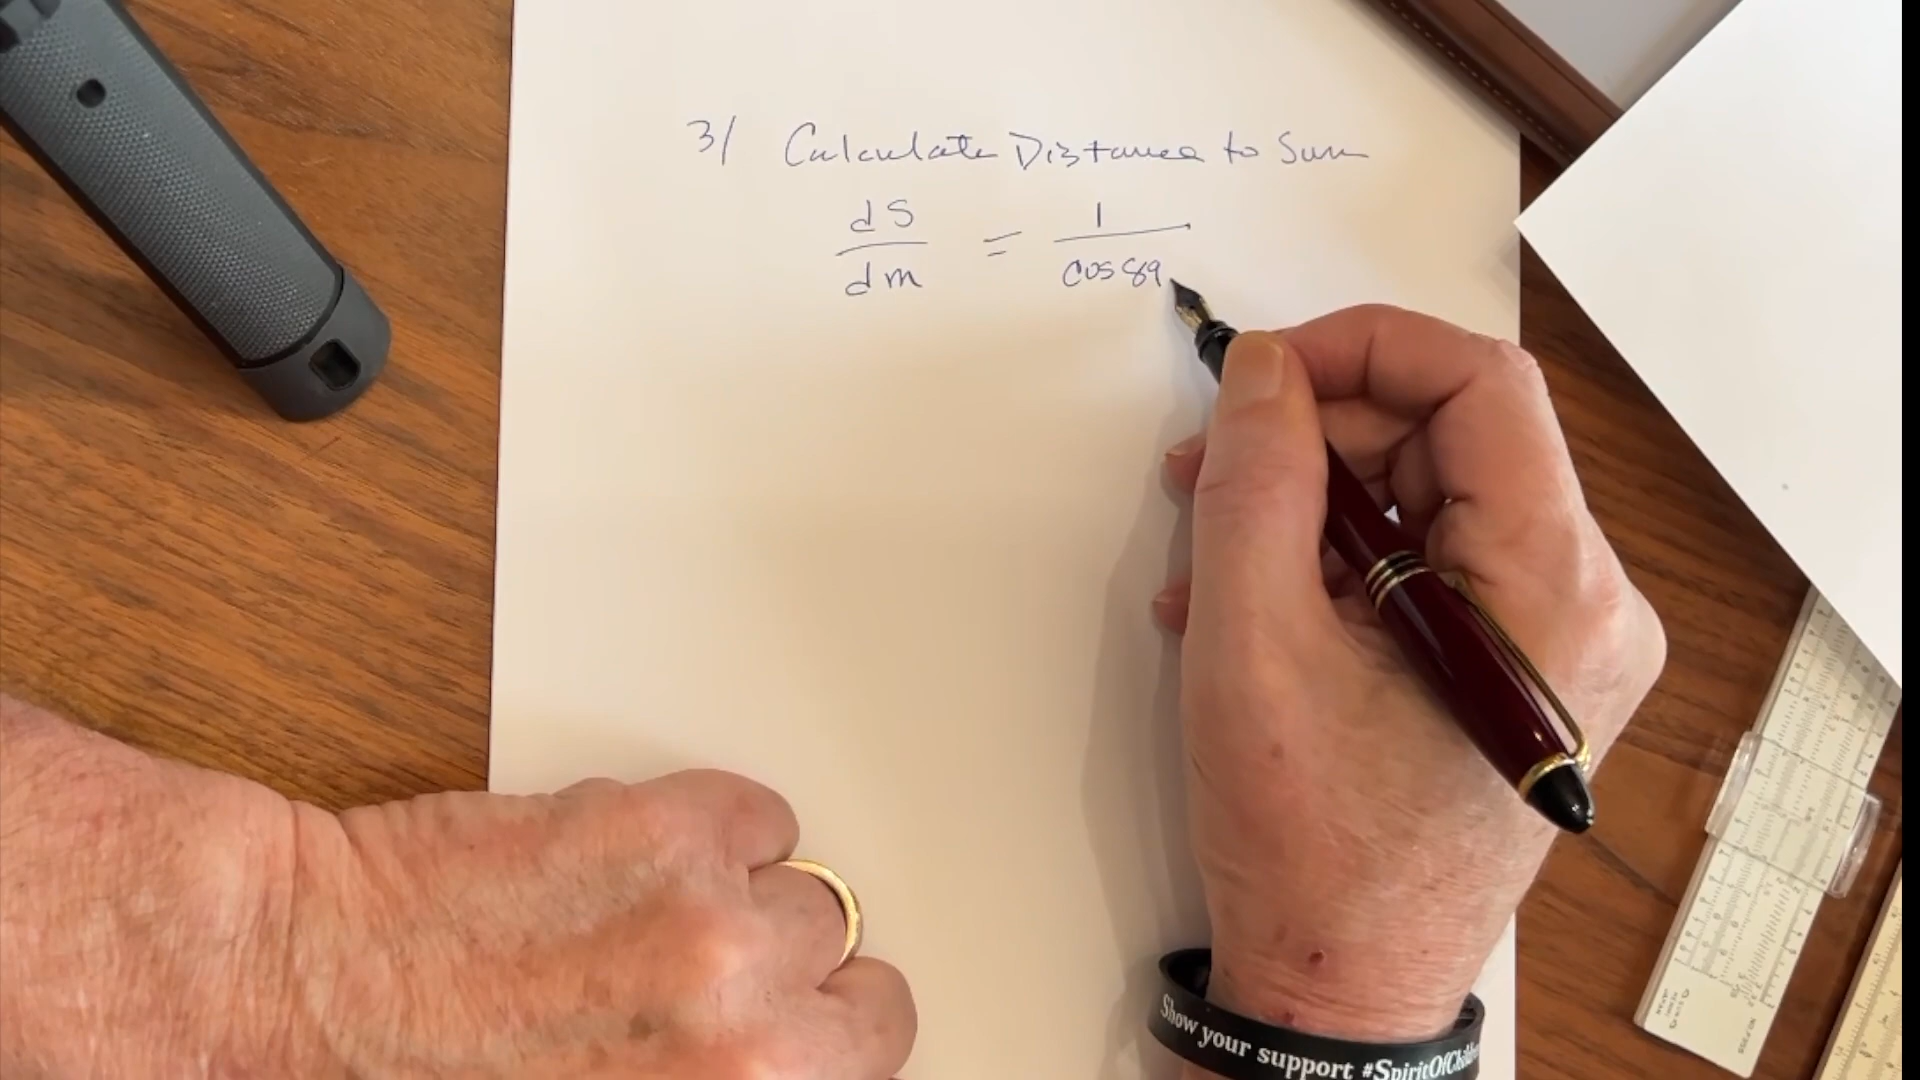 3/ Calculate Distance to Sun
dS
dm
=
1
cos 89
Show your support #SpiritOfChildren